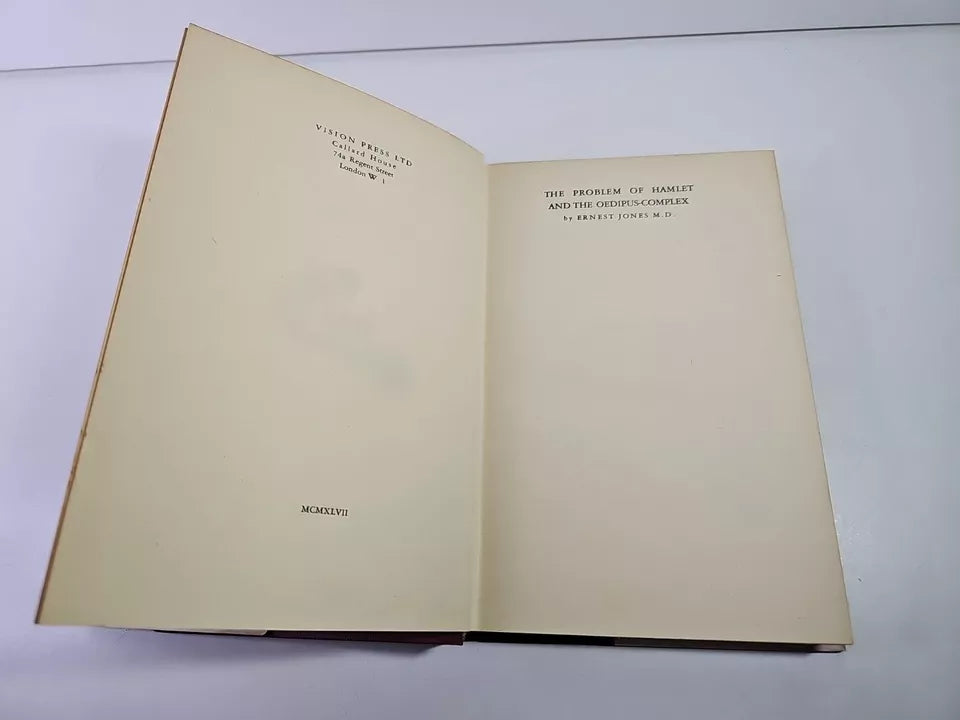 VISION PRESS LTD
Callard House
74a Regent Street
London W 1
MCMXLVII
THE PROBLEM OF HAMLET
AND THE OEDIPUS-COMPLEX
by ERNEST JONES M.D.